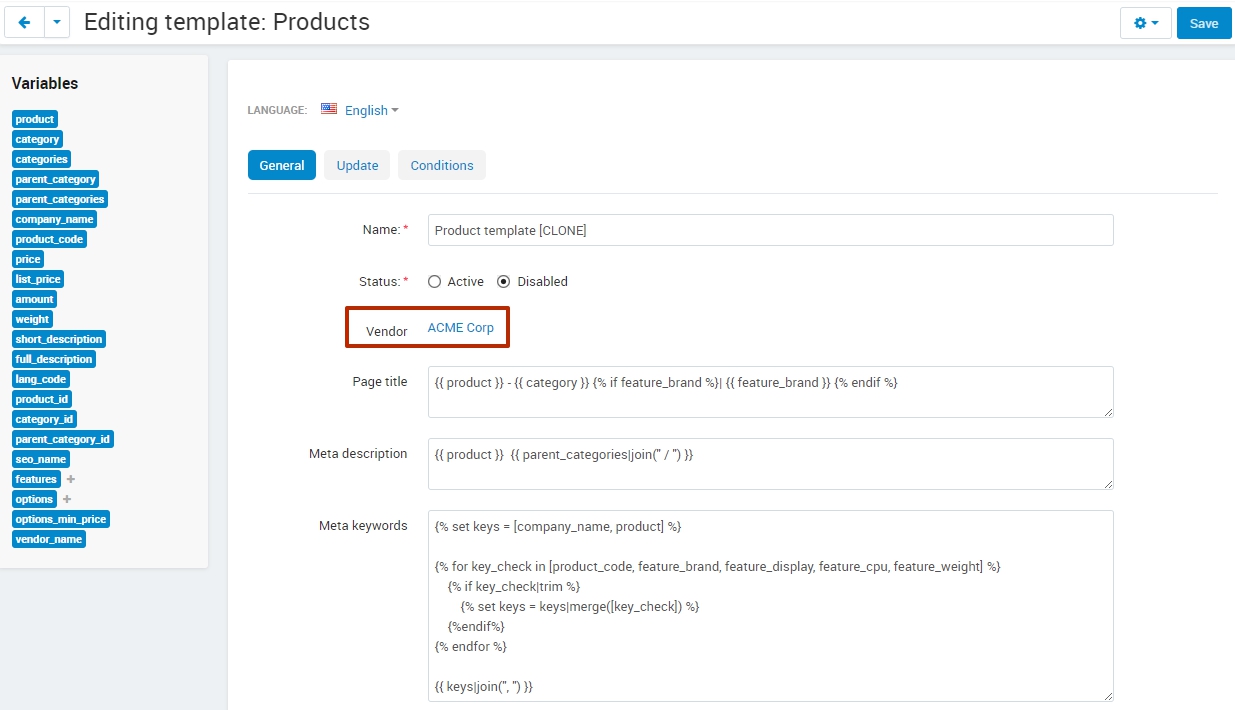 Editing template: Products
Save
Variables
product
category
categories
parent_category
parent_categories
company_name
product_code
price
list_price
amount
weight
short_description
full_description
lang_code
product_id
category_id
parent_category_id
seo_name
features +
options +
options_min_price
vendor_name
LANGUAGE: English
General Update Conditions
Name:* Product template [CLONE]
Status:* Active Disabled
Vendor ACME Corp
Page title {{ product }} - {{ category }} {% if feature_brand %}| {{ feature_brand }} {% endif %}
Meta description {{ product }}  {{ parent_categories|join(" / ") }}
Meta keywords {% set keys = [company_name, product] %}
{% for key_check in [product_code, feature_brand, feature_display, feature_cpu, feature_weight] %}
{% if key_check|trim %}
{% set keys = keys|merge([key_check]) %}
{%endif%}
{% endfor %}
{{ keys|join(", ") }}